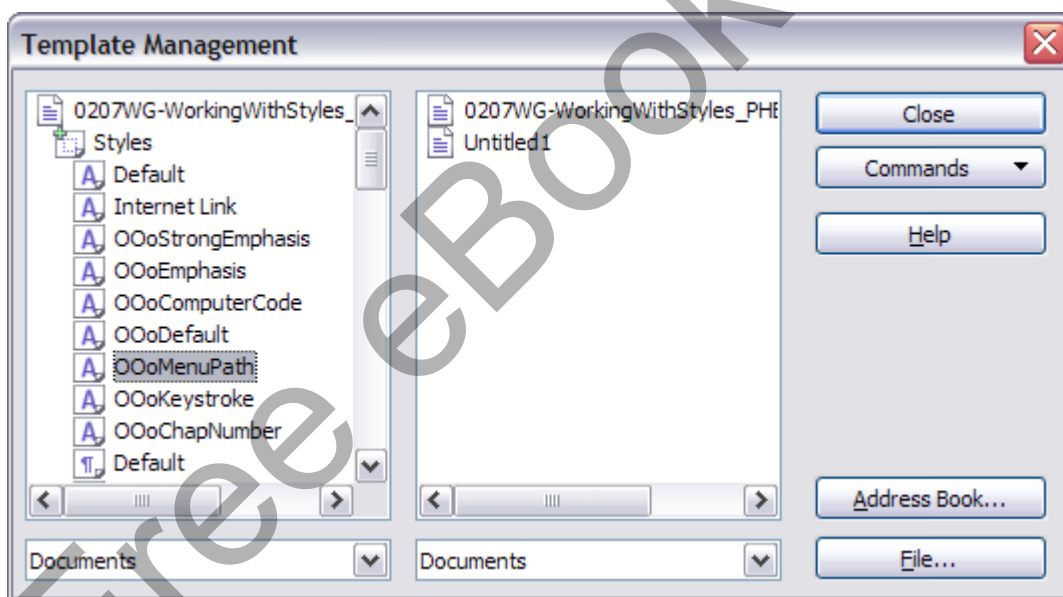 Template Management
0207WG-WorkingWithStyles_
Styles
Default
Internet Link
OOoStrongEmphasis
OOoEmphasis
OOoComputerCode
OOoDefault
OOoMenuPath
OOoKeystroke
OOoChapNumber
Default
Documents
0207WG-WorkingWithStyles_PHE
Untitled1
Documents
Close
Commands
Help
Address Book...
File...
Free eBook